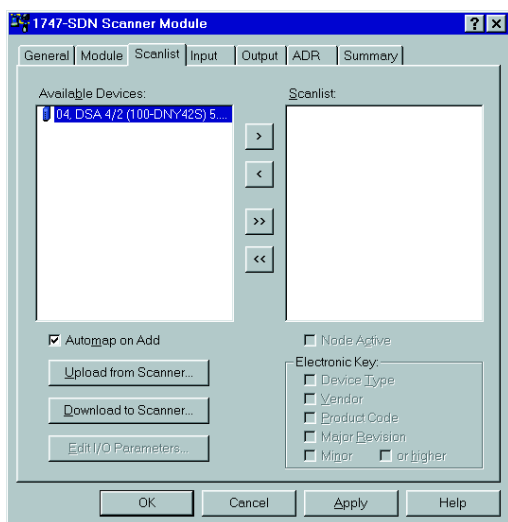 1747-SDN Scanner Module
? ×
General Module Scanlist Input Output ADR Summary
Available Devices:
Scanlist:
04, DSA 4/2 (100-DNY42S) 5....
>
<
>>
<<
Automap on Add
Node Active
Upload from Scanner...
Electronic Key:
Device Type
Download to Scanner...
Vendor
Product Code
Edit I/O Parameters...
Major Revision
Minor or higher
OK Cancel Apply Help